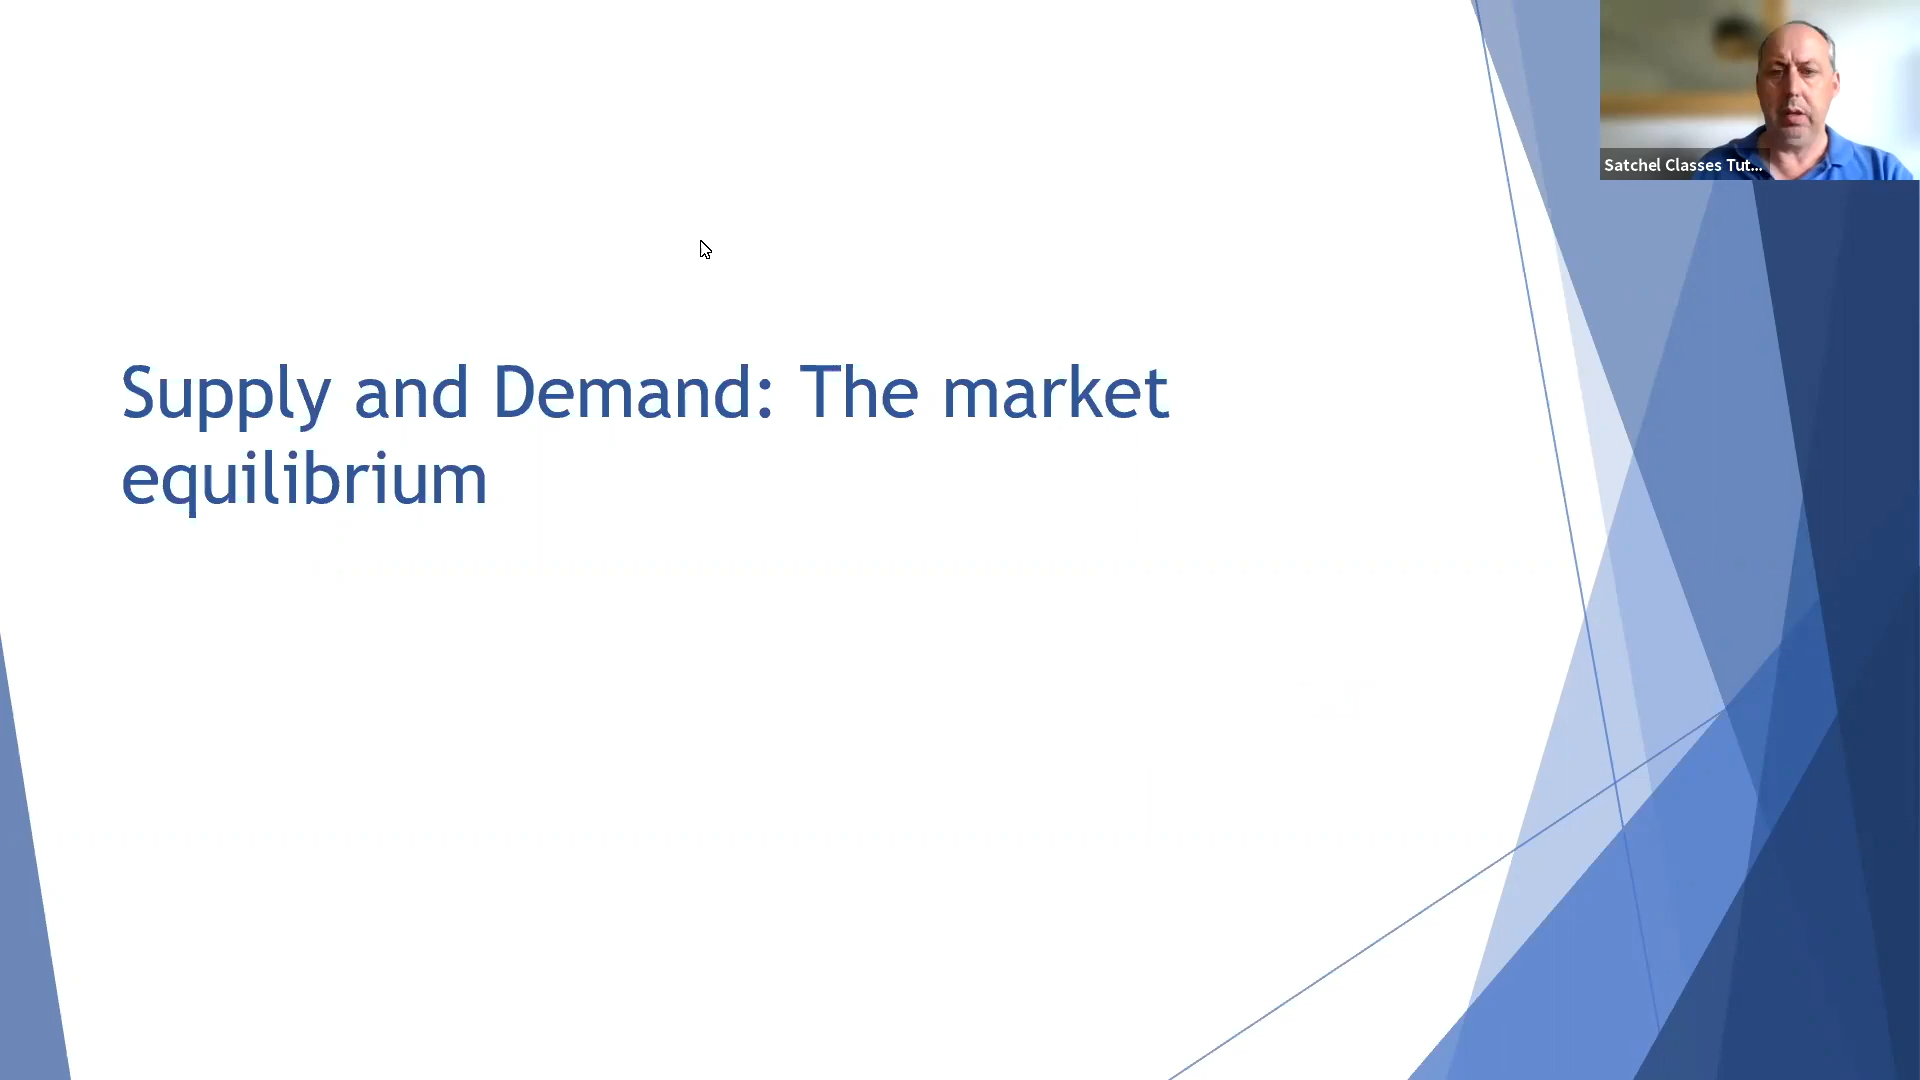 Satchel Classes Tut...
Supply and Demand: The market
equilibrium